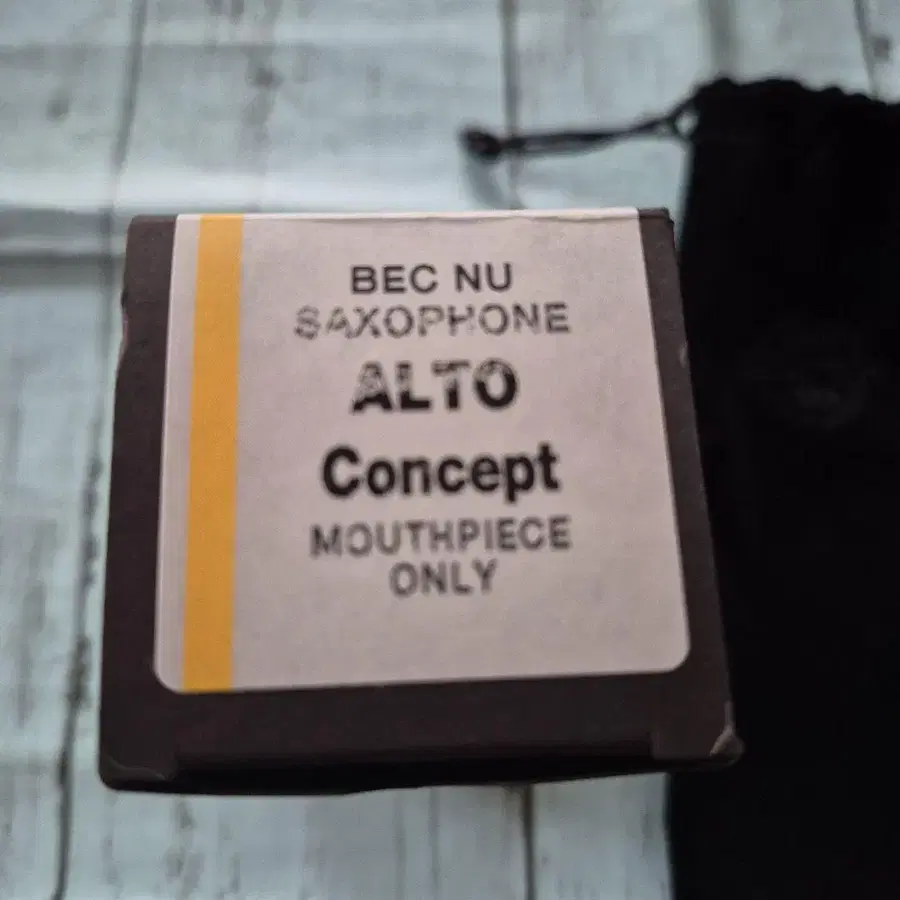 BEC NU
SAXOPHONE
ALTO
Concept
MOUTHPIECE
ONLY